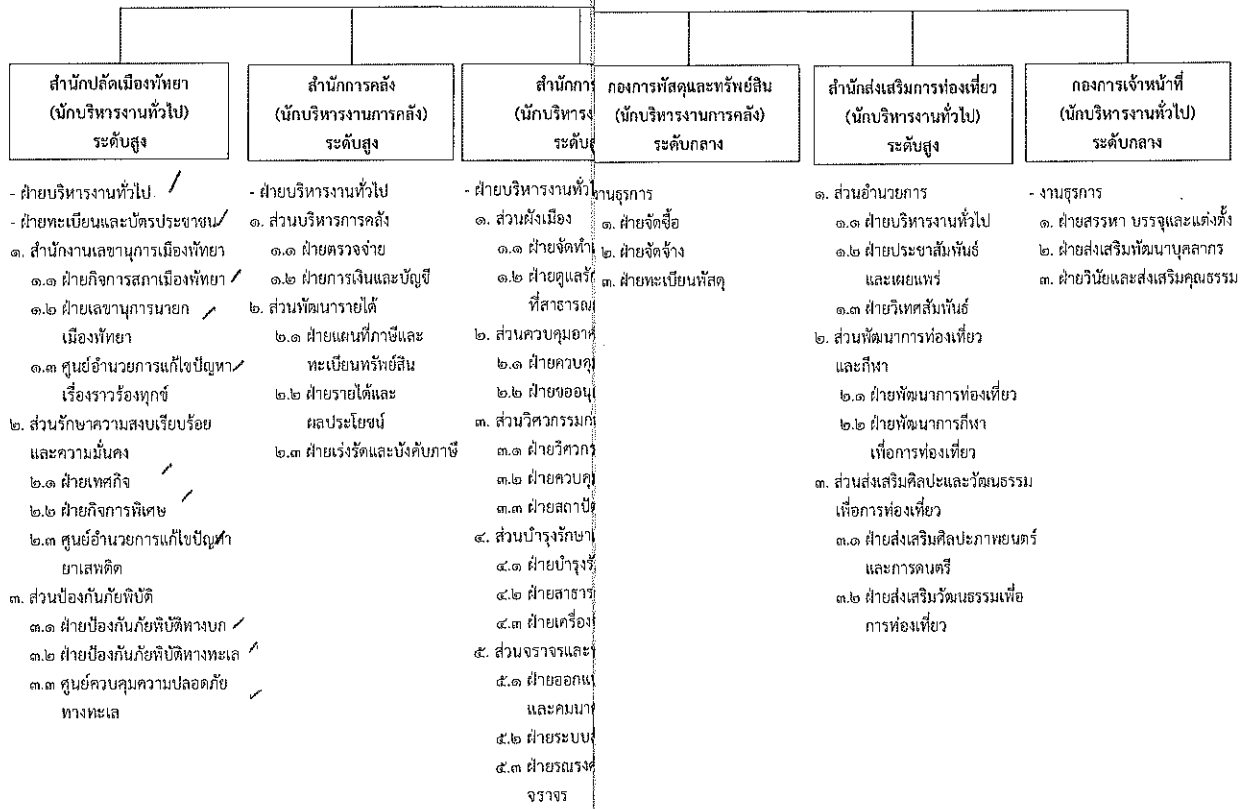 สำนักปลัดเมืองพัทยา
(นักบริหารงานทั่วไป)
ระดับสูง
- ฝ่ายบริหารงานทั่วไป
- ฝ่ายทะเบียนและบัตรประชาชน
๑. สำนักงานเลขานุการเมืองพัทยา
๑.๑ ฝ่ายกิจการสภาเมืองพัทยา
๑.๒ ฝ่ายเลขานุการนายก
เมืองพัทยา
๑.๓ ศูนย์อำนวยการแก้ไขปัญหา
เรื่องราวร้องทุกข์
๒. ส่วนรักษาความสงบเรียบร้อย
และความมั่นคง
๒.๑ ฝ่ายเทศกิจ
๒.๒ ฝ่ายกิจการพิเศษ
๒.๓ ศูนย์อำนวยการแก้ไขปัญหา
ยาเสพติด
๓. ส่วนป้องกันภัยพิบัติ
๓.๑ ฝ่ายป้องกันภัยพิบัติทางบก
๓.๒ ฝ่ายป้องกันภัยพิบัติทางทะเล
๓.๓ ศูนย์ควบคุมความปลอดภัย
ทางทะเล
สำนักการคลัง
(นักบริหารงานการคลัง)
ระดับสูง
- ฝ่ายบริหารงานทั่วไป
๑. ส่วนบริหารการคลัง
๑.๑ ฝ่ายตรวจจ่าย
๑.๒ ฝ่ายการเงินและบัญชี
๒. ส่วนพัฒนารายได้
๒.๑ ฝ่ายแผนที่ภาษีและ
ทะเบียนทรัพย์สิน
๒.๒ ฝ่ายรายได้และ
ผลประโยชน์
๒.๓ ฝ่ายเร่งรัดและบังคับภาษี
สำนักการ
(นักบริหาร
ระดับ
- ฝ่ายบริหารงานทั่ว
๑. ส่วนผังเมือง
๑.๑ ฝ่ายจัดทำ
๑.๒ ฝ่ายดูแล
ที่สาธารณ
๒. ส่วนควบคุม
๒.๑ ฝ่ายควบคุ
๒.๒ ฝ่ายขออนุ
๓. ส่วนวิศวกรรม
๓.๑ ฝ่ายวิศวกร
๓.๒ ฝ่ายควบคุ
๓.๓ ฝ่ายสถาปั
๔. ส่วนบำรุงรักษา
๔.๑ ฝ่ายบำรุง
๔.๒ ฝ่ายสาธาร
๔.๓ ฝ่ายเครื่อง
๕. ส่วนจราจรและ
๕.๑ ฝ่ายออก
และคมนา
๕.๒ ฝ่ายระบบ
๕.๓ ฝ่ายรณรง
จราจร
กองการพัสดุและทรัพย์สิน
(นักบริหารงานการคลัง)
ระดับกลาง
งานธุรการ
๑. ฝ่ายจัดซื้อ
๒. ฝ่ายจัดจ้าง
๓. ฝ่ายทะเบียนพัสดุ
สำนักส่งเสริมการท่องเที่ยว
(นักบริหารงานทั่วไป)
ระดับสูง
๑. ส่วนอำนวยการ
๑.๑ ฝ่ายบริหารงานทั่วไป
๑.๒ ฝ่ายประชาสัมพันธ์
และเผยแพร่
๑.๓ ฝ่ายวิเทศสัมพันธ์
๒. ส่วนพัฒนาการท่องเที่ยว
และกีฬา
๒.๑ ฝ่ายพัฒนาการท่องเที่ยว
๒.๒ ฝ่ายพัฒนาการกีฬา
เพื่อการท่องเที่ยว
๓. ส่วนส่งเสริมศิลปะและวัฒนธรรม
เพื่อการท่องเที่ยว
๓.๑ ฝ่ายส่งเสริมศิลปะภาพยนตร์
และการดนตรี
๓.๒ ฝ่ายส่งเสริมวัฒนธรรมเพื่อ
การท่องเที่ยว
กองการเจ้าหน้าที่
(นักบริหารงานทั่วไป)
ระดับกลาง
- งานธุรการ
๑. ฝ่ายสรรหา บรรจุและแต่งตั้ง
๒. ฝ่ายส่งเสริมพัฒนาบุคลากร
๓. ฝ่ายวินัยและส่งเสริมคุณธรรม